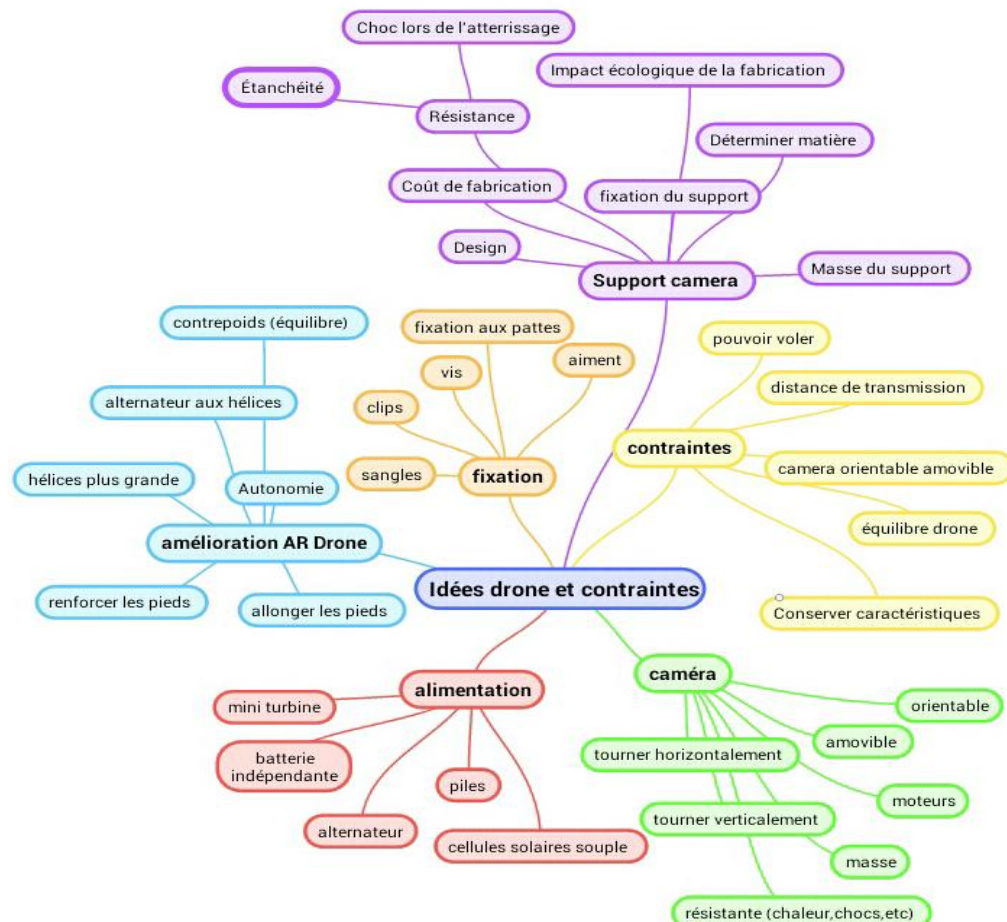 Choc lors de l'atterrissage
Impact écologique de la fabrication
Étanchéité
Résistance
Déterminer matière
Coût de fabrication
fixation du support
Design
Support camera
Masse du support
contrepoids (équilibre)
fixation aux pattes
pouvoir voler
aiment
vis
alternateur aux hélices
distance de transmission
clips
contraintes
sangles
fixation
camera orientable amovible
hélices plus grande
Autonomie
équilibre drone
amélioration AR Drone
Idées drone et contraintes
renforcer les pieds
allonger les pieds
Conserver caractéristiques
caméra
alimentation
mini turbine
orientable
amovible
tourner horizontalement
batterie
indépendante
piles
moteurs
alternateur
tourner verticalement
cellules solaires souple
masse
résistante (chaleur,chocs,etc)